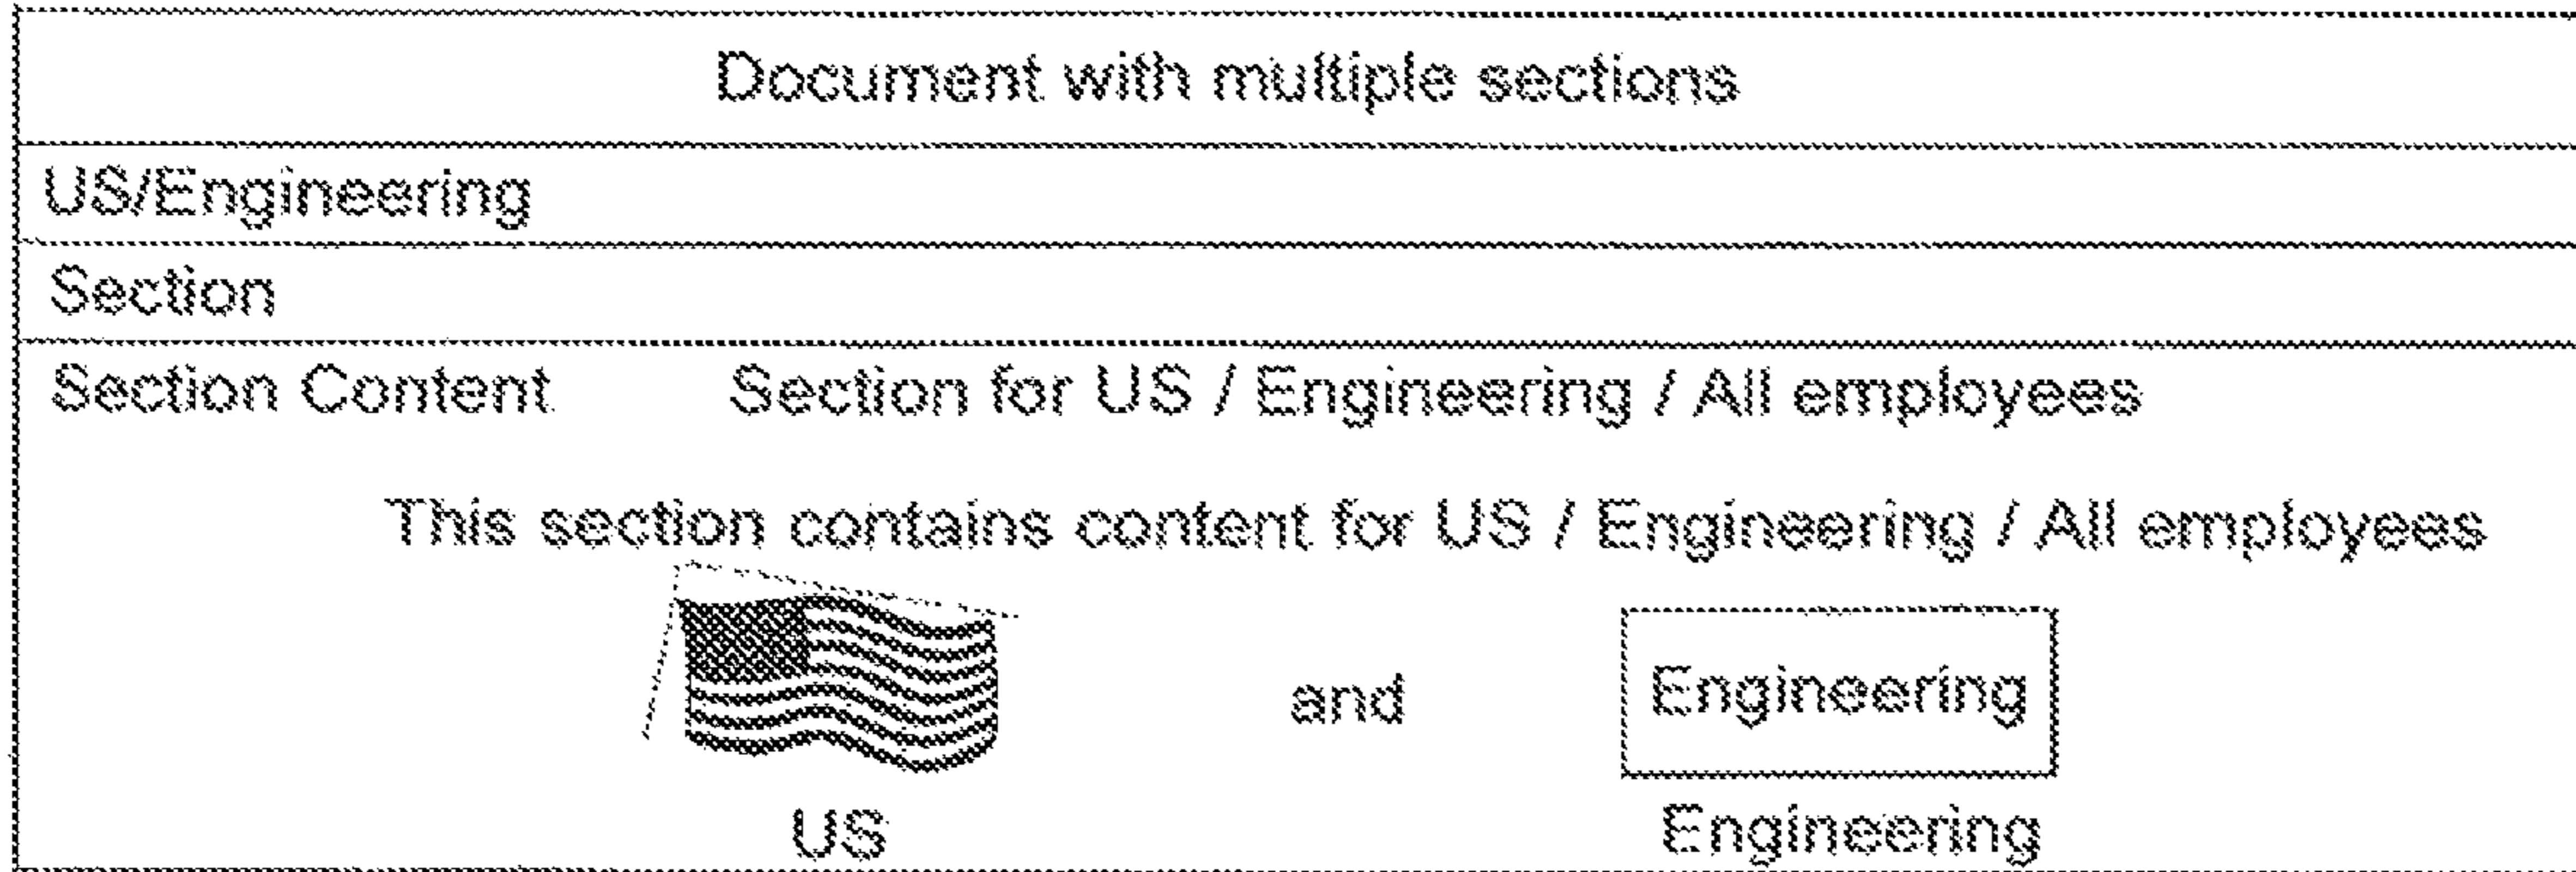 Document with multiple sections
US/Engineering
Section
Section Content Section for US / Engineering / All employees
This section contains content for US / Engineering / All employees
and Engineering
US Engineering